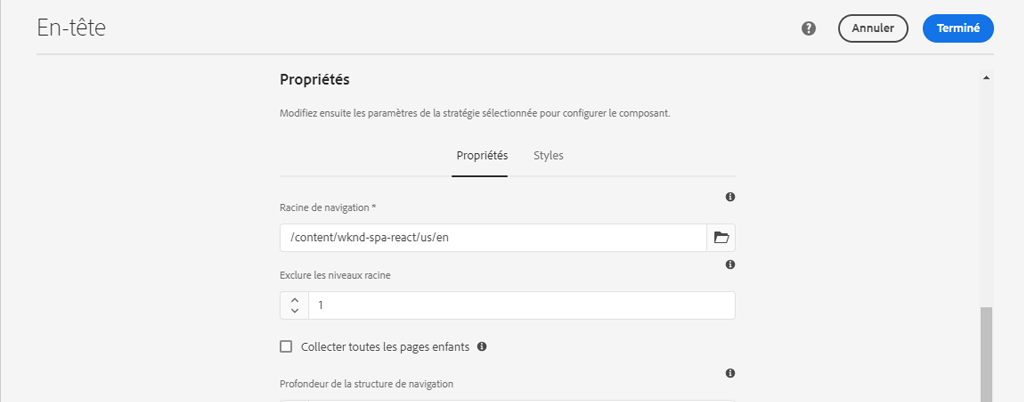 En-tête
Annuler
Terminé
Propriétés
Modifiez ensuite les paramètres de la stratégie sélectionnée pour configurer le composant.
Propriétés Styles
Racine de navigation *
/content/wknd-spa-react/us/en
Exclure les niveaux racine
1
Collecter toutes les pages enfants
Profondeur de la structure de navigation